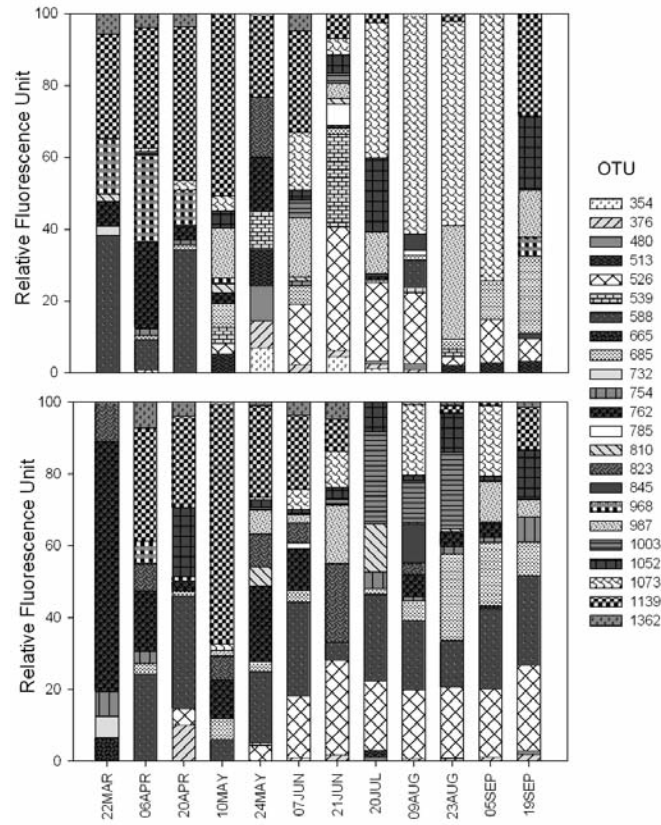 100
80
60
40
20
0
Relative Fluorescence Unit
100
80
60
40
20
0
Relative Fluorescence Unit
22MAR
06APR
20APR
10MAY
24MAY
07JUN
21JUN
20JUL
09AUG
23AUG
05SEP
19SEP
OTU
354
376
480
513
526
539
588
665
685
732
754
762
785
810
823
845
968
987
1003
1052
1073
1139
1362